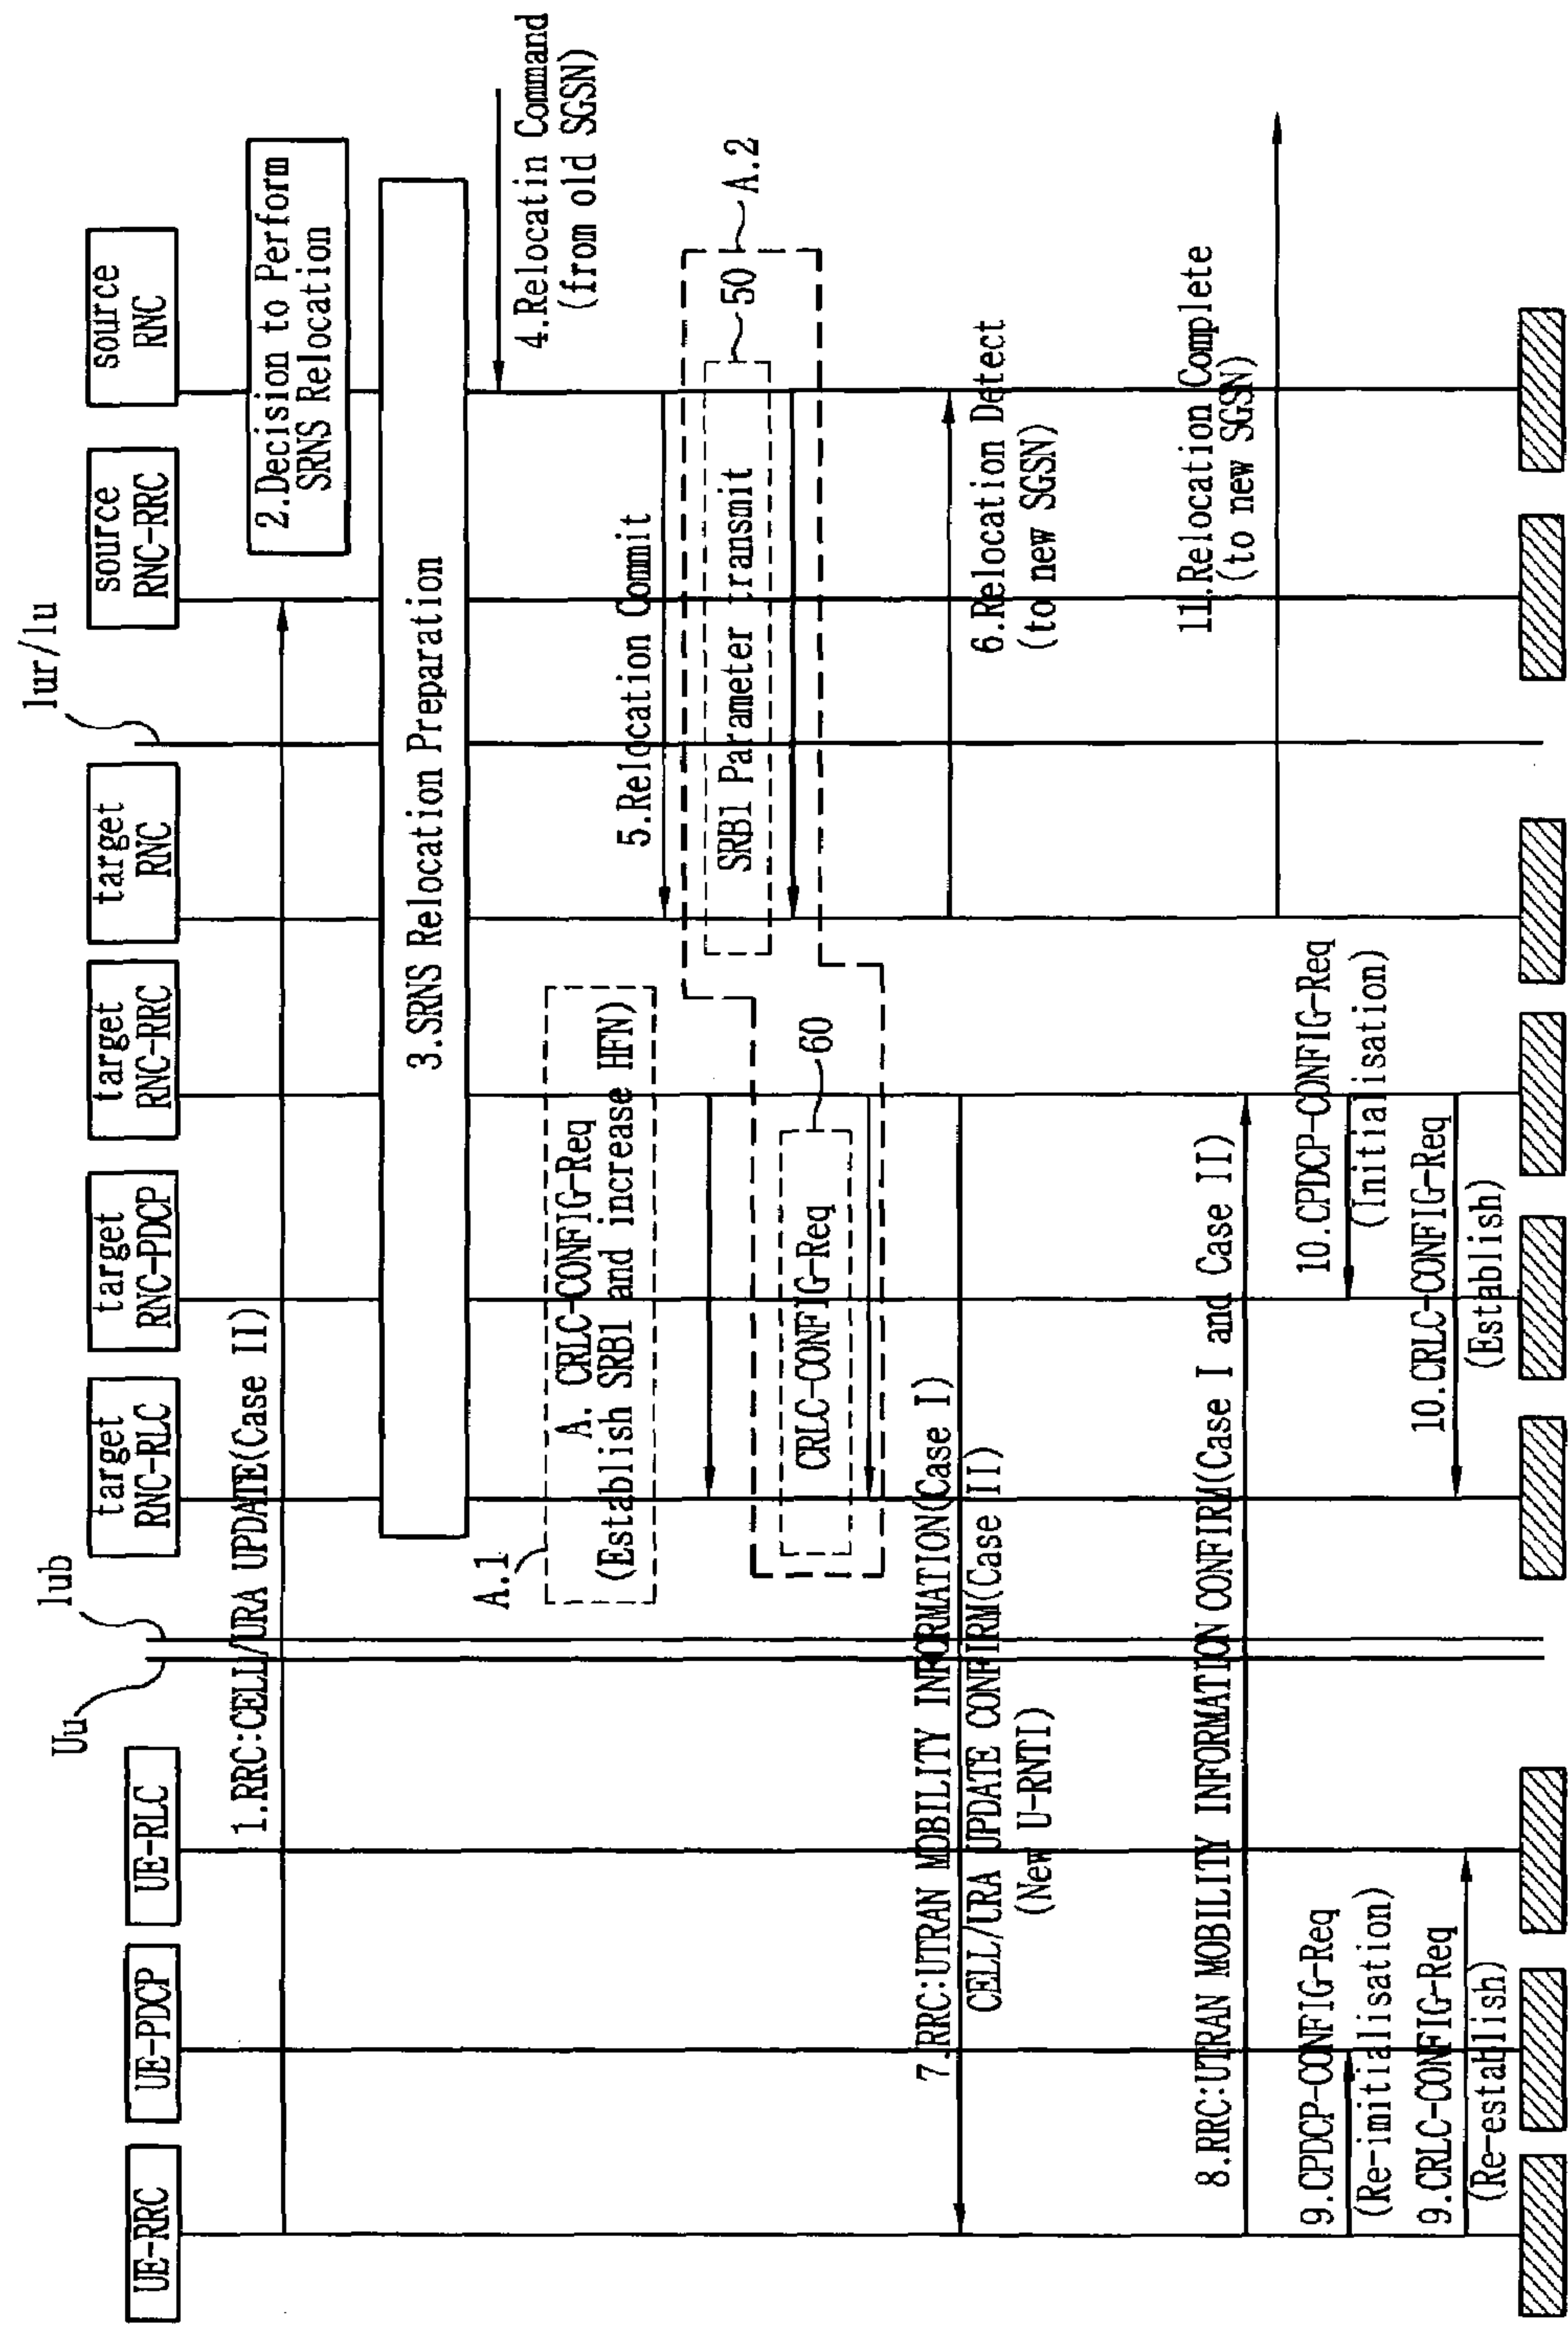 Uu
lub
lur/lu
UE-RRC
UE-PDCP
UE-RLC
target
RNC-RLC
target
RNC-PDCP
target
RNC-RRC
target
RNC
source
RNC-RRC
source
RNC
1.RRC:CELL/URA UPDATE(Case II)
2.Decision to Perform
SRNS Relocation
3.SRNS Relocation Preparation
4.Relocatin Command
(from old SGSN)
A.1
A. CRLC-CONFIG-Req
(Establish SRB1 and increase HFN)
5.Relocation Commit
A.2
50
SRB1 Parameter transmit
60
CRLC-CONFIG-Req
6.Relocation Detect
(to new SGSN)
7.RRC:UTRAN MOBILITY INFORMATION(Case I)
CELL/URA UPDATE CONFIRM(Case II)
(New U-RNTI)
8.RRC:UTRAN MOBILITY INFORMATION CONFIRM(Case I and Case II)
11.Relocation Complete
(to new SGSN)
9.CPDCP-CONFIG-Req
(Re-imitialisation)
10.CPDCP-CONFIG-Req
(Initialisation)
9.CRLC-CONFIG-Req
(Re-establish)
10.CRLC-CONFIG-Req
(Establish)